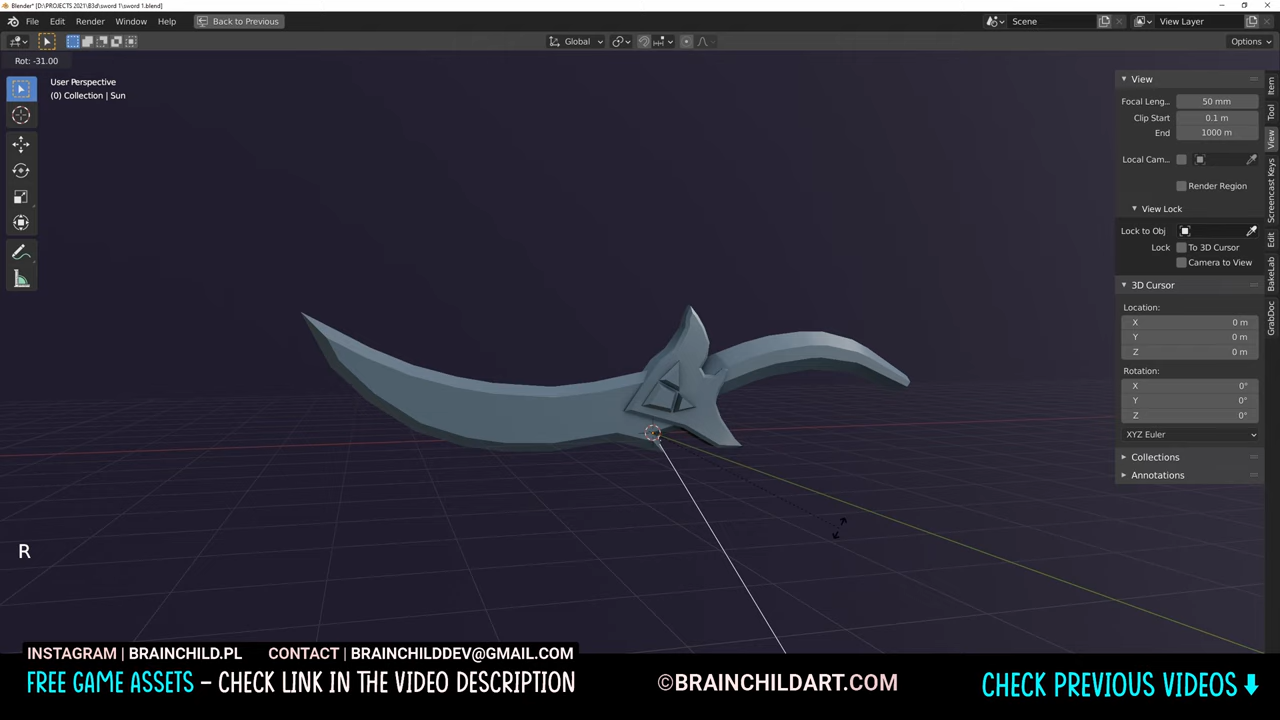 Blender* [D:\PROJECTS 2021\B3d\sword 1\sword 1.blend]
File Edit Render Window Help Back to Previous Scene View Layer
Global Options
Rot: -31.00
User Perspective
(0) Collection | Sun
View
Focal Leng... 50 mm
Clip Start 0.1 m
End 1000 m
Local Cam...
Render Region
View Lock
Lock to Obj
Lock To 3D Cursor
Camera to View
3D Cursor
Location:
X 0 m
Y 0 m
Z 0 m
Rotation:
X 0°
Y 0°
Z 0°
XYZ Euler
Collections
Annotations
Item
Tool
View
Screencast Keys
Edit
BakeLab
GrabDoc
R
INSTAGRAM | BRAINCHILD.PL CONTACT | BRAINCHILDDEV@GMAIL.COM
FREE GAME ASSETS – CHECK LINK IN THE VIDEO DESCRIPTION
©BRAINCHILDART.COM
CHECK PREVIOUS VIDEOS